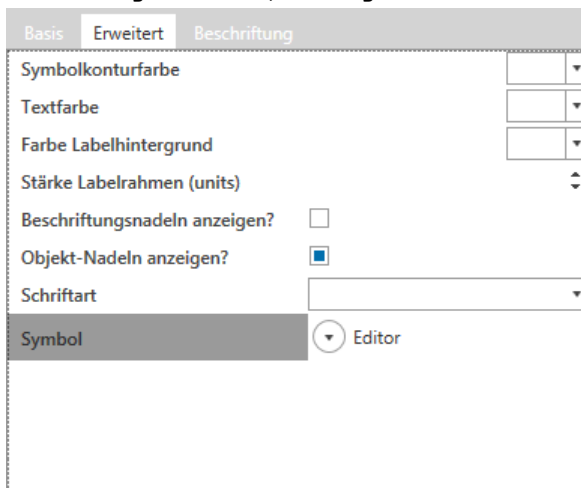 Basis Erweitert Beschriftung
Symbolkonturfarbe
Textfarbe
Farbe Labelhintergrund
Stärke Labelrahmen (units)
Beschriftungsnadeln anzeigen?
Objekt-Nadeln anzeigen?
Schriftart
Symbol Editor